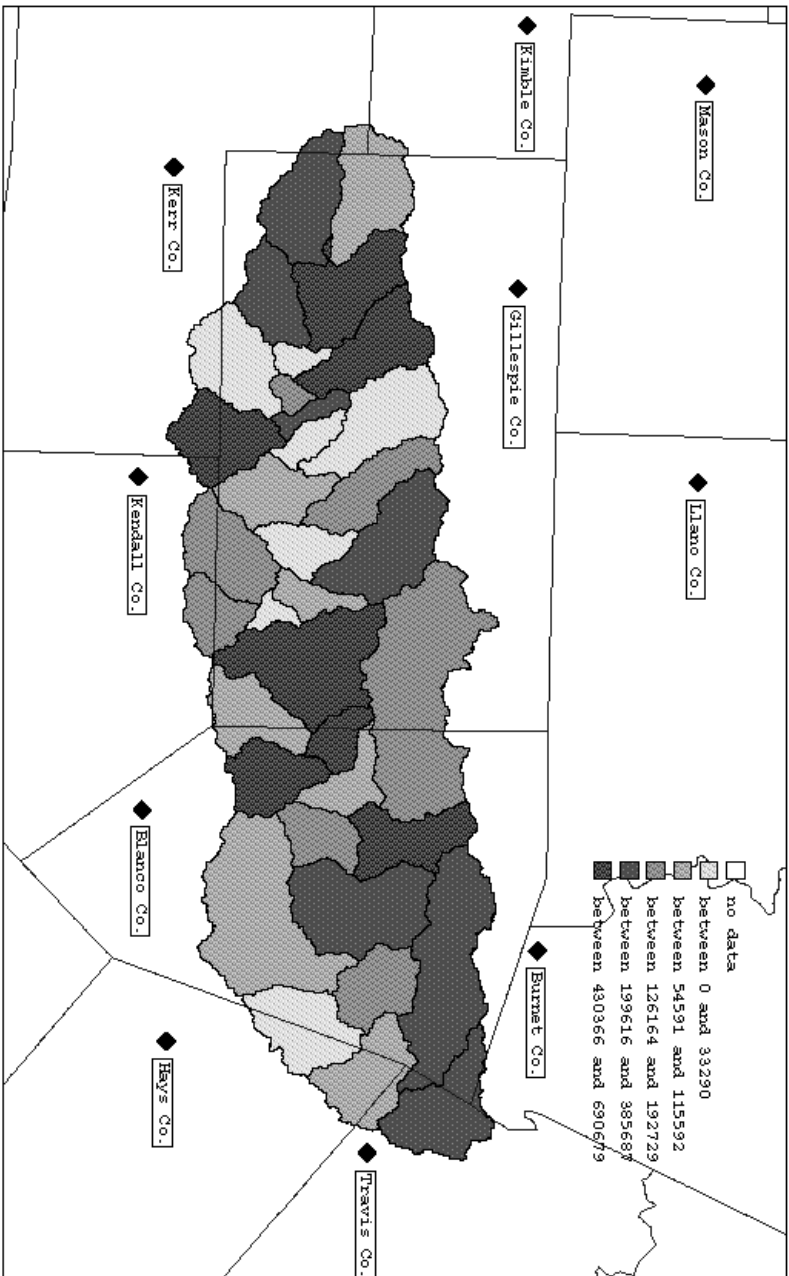 Mason Co.
Kimble Co.
Kerr Co.
Gillespie Co.
Llano Co.
Kendall Co.
Burnet Co.
Blanco Co.
Hays Co.
Travis Co.
no data
between 0 and 33290
between 54591 and 115592
between 126164 and 192729
between 199616 and 385687
between 430366 and 690679